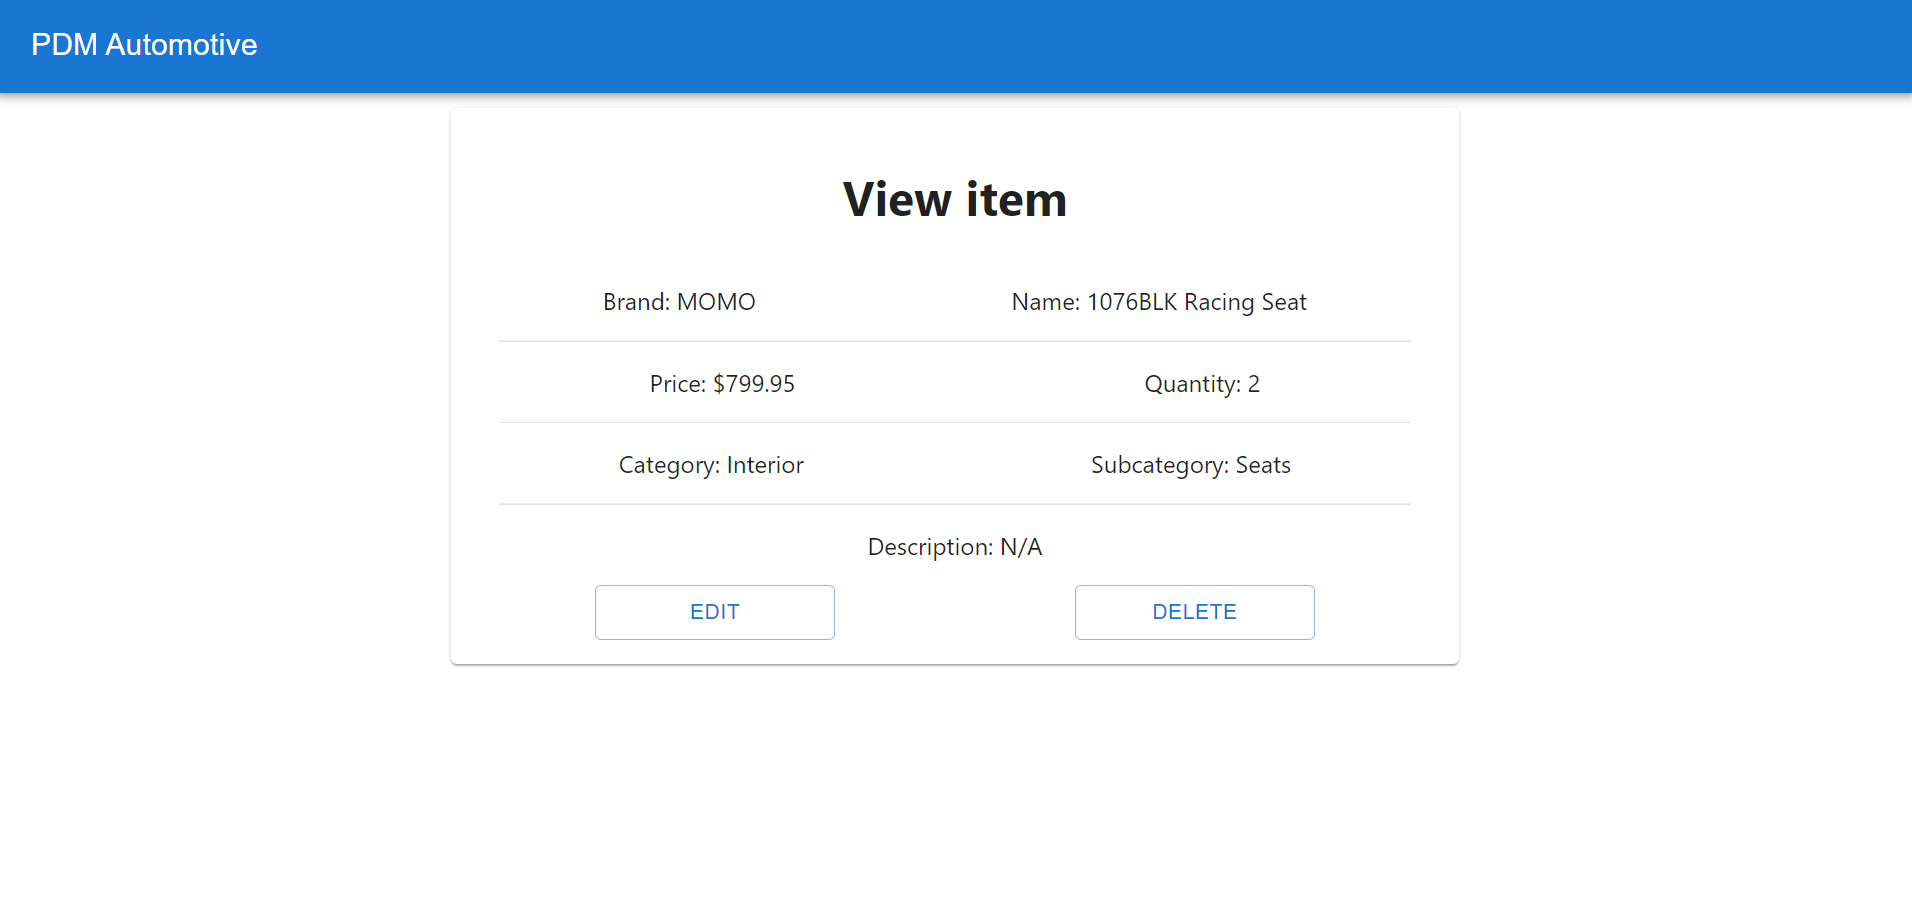 PDM Automotive
View item
Brand: MOMO
Name: 1076BLK Racing Seat
Price: $799.95
Quantity: 2
Category: Interior
Subcategory: Seats
Description: N/A
EDIT
DELETE